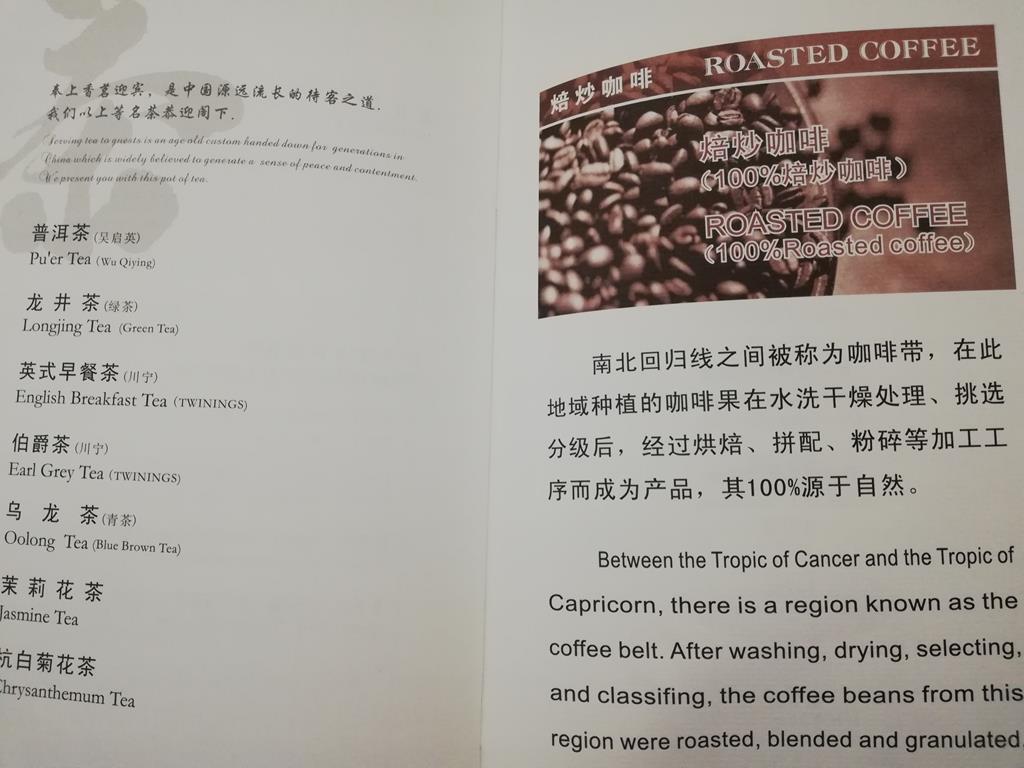 奉上香茗迎宾，是中国源远流长的待客之道.
我们以上等名茶恭迎阁下.
Serving tea to guests is an age old custom handed down for generations in
China which is widely believed to generate a sense of peace and contentment.
We present you with this pot of tea.
普洱茶(吴启英)
Pu'er Tea (Wu Qiying)
龙 井 茶(绿茶)
Longjing Tea (Green Tea)
英式早餐茶(川宁)
English Breakfast Tea (TWININGS)
伯爵茶(川宁)
Earl Grey Tea (TWININGS)
乌 龙 茶(青茶)
Oolong Tea (Blue Brown Tea)
茉 莉 花 茶
Jasmine Tea
杭白菊花茶
Chrysanthemum Tea
焙炒咖啡 ROASTED COFFEE
焙炒咖啡
（100%焙炒咖啡）
ROASTED COFFEE
(100%Roasted coffee)
南北回归线之间被称为咖啡带，在此
地域种植的咖啡果在水洗干燥处理、挑选
分级后，经过烘焙、拼配、粉碎等加工工
序而成为产品，其100%源于自然。
Between the Tropic of Cancer and the Tropic of
Capricorn, there is a region known as the
coffee belt. After washing, drying, selecting,
and classifing, the coffee beans from this
region were roasted, blended and granulated,